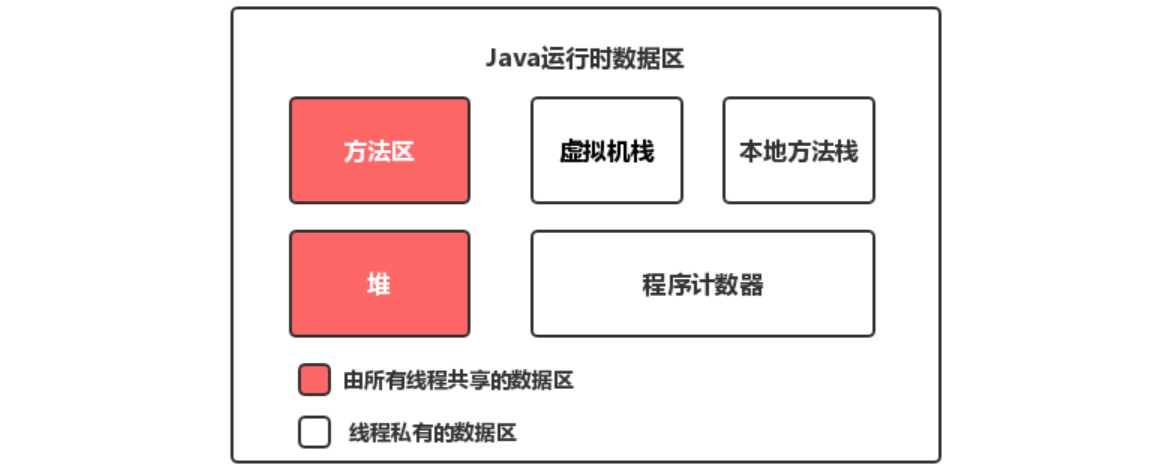 Java运行时数据区
方法区
虚拟机栈
本地方法栈
堆
程序计数器
由所有线程共享的数据区
线程私有的数据区